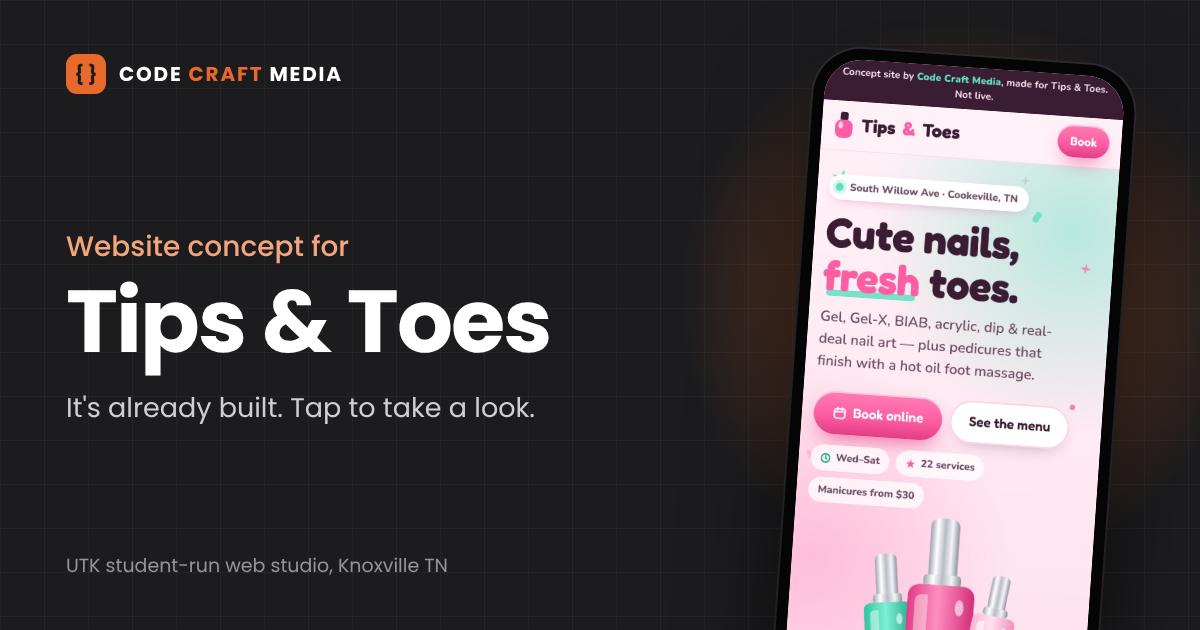 { } CODE CRAFT MEDIA
Website concept for
Tips & Toes
It's already built. Tap to take a look.
UTK student-run web studio, Knoxville TN
Concept site by Code Craft Media, made for Tips & Toes.
Not live.
Tips & Toes
Book
South Willow Ave · Cookeville, TN
Cute nails,
fresh toes.
Gel, Gel-X, BIAB, acrylic, dip & real-
deal nail art — plus pedicures that
finish with a hot oil foot massage.
Book online
See the menu
Wed–Sat
22 services
Manicures from $30